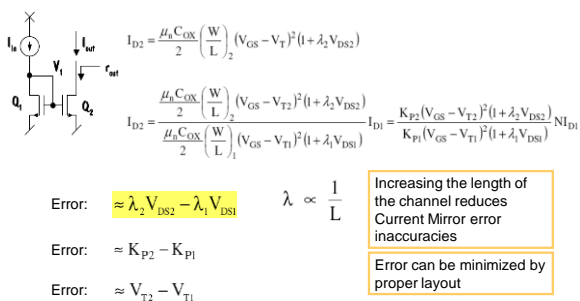 I_in
I_out
V_1
r_out
Q_1
Q_2
I_D2 = (μ_n C_OX / 2) (W/L)_2 (V_GS − V_T)^2 (1+ λ_2 V_DS2)
I_D2 = [(μ_n C_OX / 2) (W/L)_2 (V_GS − V_T2)^2 (1+ λ_2 V_DS2)] / [(μ_n C_OX / 2) (W/L)_1 (V_GS − V_T1)^2 (1+ λ_1 V_DS1)] I_D1 = [K_P2 (V_GS − V_T2)^2 (1+ λ_2 V_DS2)] / [K_P1 (V_GS − V_T1)^2 (1+ λ_1 V_DS1)] NI_D1
Error: ≈ λ_2 V_DS2 − λ_1 V_DS1
λ ∝ 1/L
Increasing the length of
the channel reduces
Current Mirror error
inaccuracies
Error: ≈ K_P2 − K_P1
Error can be minimized by
proper layout
Error: ≈ V_T2 − V_T1